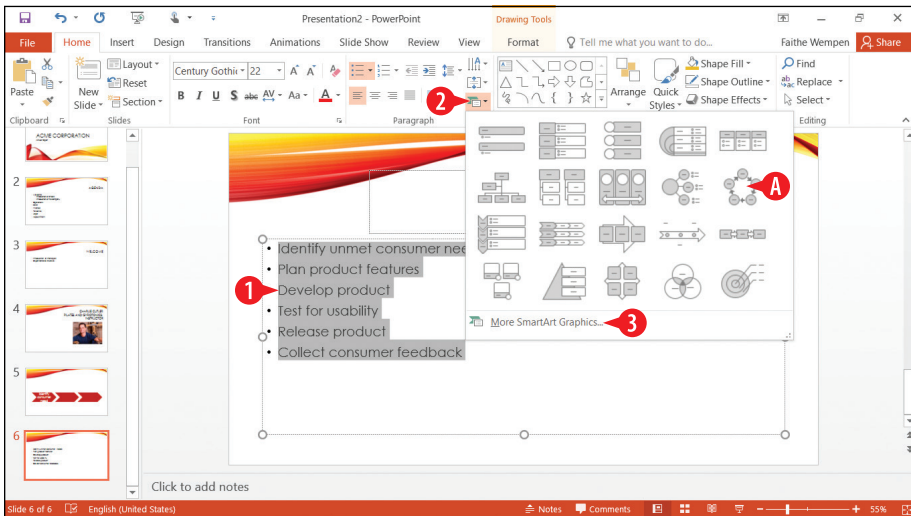 Presentation2 - PowerPoint
Drawing Tools
File Home Insert Design Transitions Animations Slide Show Review View Format Tell me what you want to do... Faithe Wempen Share
Paste
New
Slide
Layout
Reset
Section
Century Gothic 22 A A
B I U S abc AV Aa A
Arrange
Quick
Styles
Shape Fill
Shape Outline
Shape Effects
Find
Replace
Select
Clipboard Slides Font Paragraph Editing
ACME CORPORATION
2
3
4
5
6
• Identify unmet consumer nee
• Plan product features
• Develop product
• Test for usability
• Release product
• Collect consumer feedback
1
2
A
More SmartArt Graphics...
3
Click to add notes
Slide 6 of 6 English (United States) Notes Comments 55%